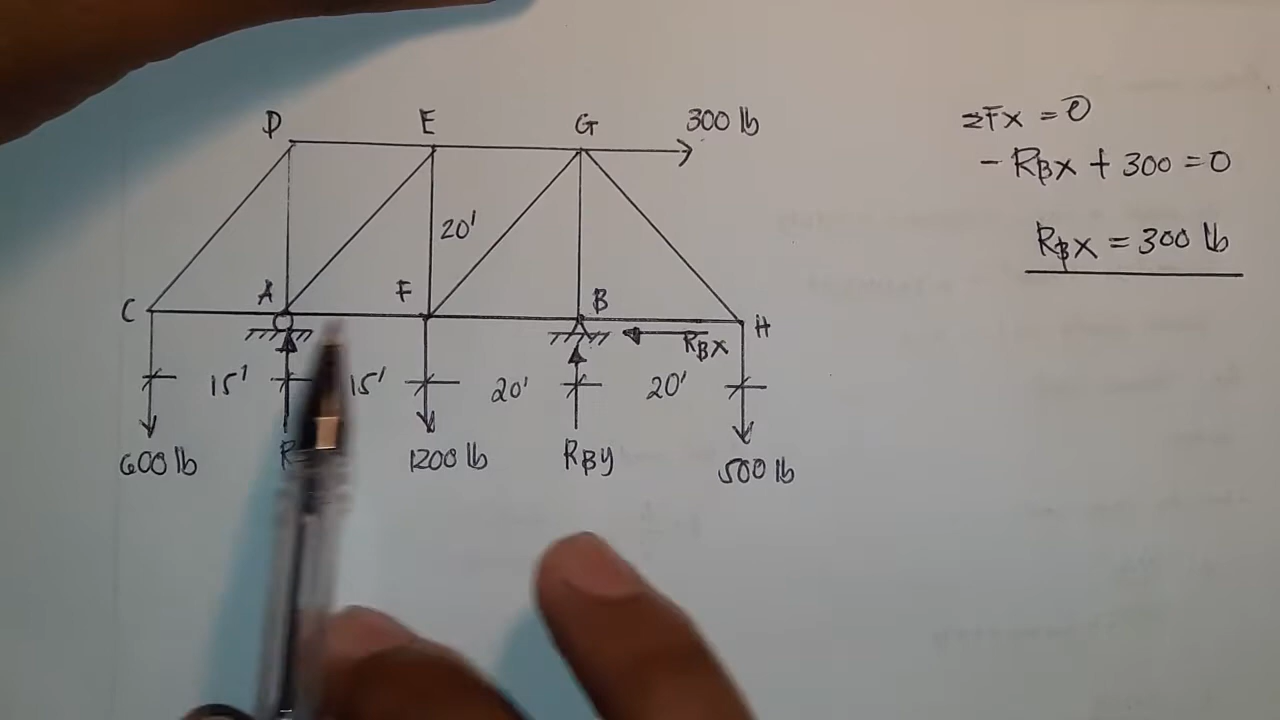 D E G 300 lb
20'
C A F B H
RBX
15' 15' 20' 20'
600 lb 1200 lb RBY 500 lb
ΣFx = 0
- RBX + 300 = 0
RBX = 300 lb